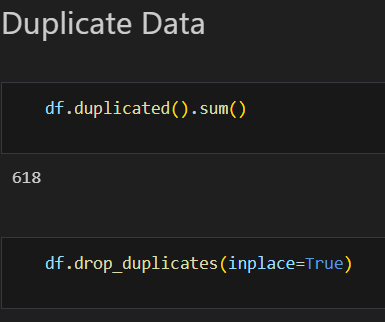 Duplicate Data
df.duplicated().sum()
618
df.drop_duplicates(inplace=True)